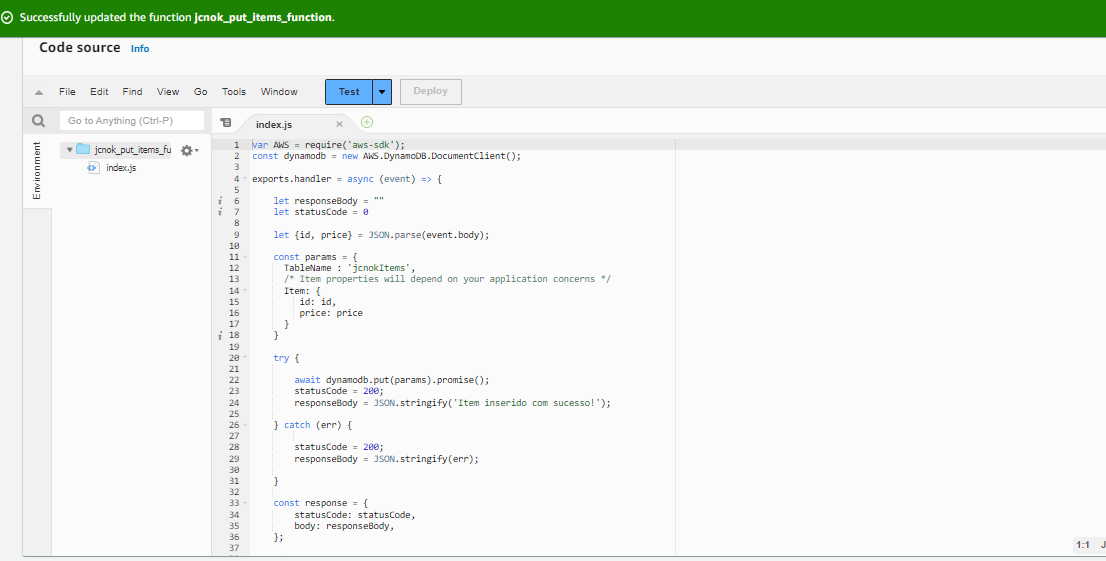 Successfully updated the function jcnok_put_items_function.
Code source Info
File Edit Find View Go Tools Window Test Deploy
Go to Anything (Ctrl-P)
index.js
Environment
jcnok_put_items_fu
index.js
1 var AWS = require('aws-sdk');
2 const dynamodb = new AWS.DynamoDB.DocumentClient();
3
4 exports.handler = async (event) => {
5
6 let responseBody = ""
7 let statusCode = 0
8
9 let {id, price} = JSON.parse(event.body);
10
11 const params = {
12 TableName : 'jcnokItems',
13 /* Item properties will depend on your application concerns */
14 Item: {
15 id: id,
16 price: price
17 }
18 }
19
20 try {
21
22 await dynamodb.put(params).promise();
23 statusCode = 200;
24 responseBody = JSON.stringify('Item inserido com sucesso!');
25
26 } catch (err) {
27
28 statusCode = 200;
29 responseBody = JSON.stringify(err);
30
31 }
32
33 const response = {
34 statusCode: statusCode,
35 body: responseBody,
36 };
37
1:1 J